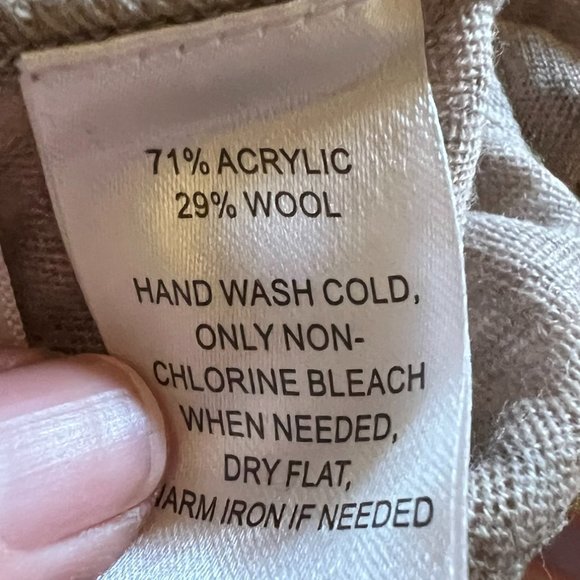 71% ACRYLIC
29% WOOL
HAND WASH COLD,
ONLY NON-
CHLORINE BLEACH
WHEN NEEDED,
DRY FLAT,
WARM IRON IF NEEDED